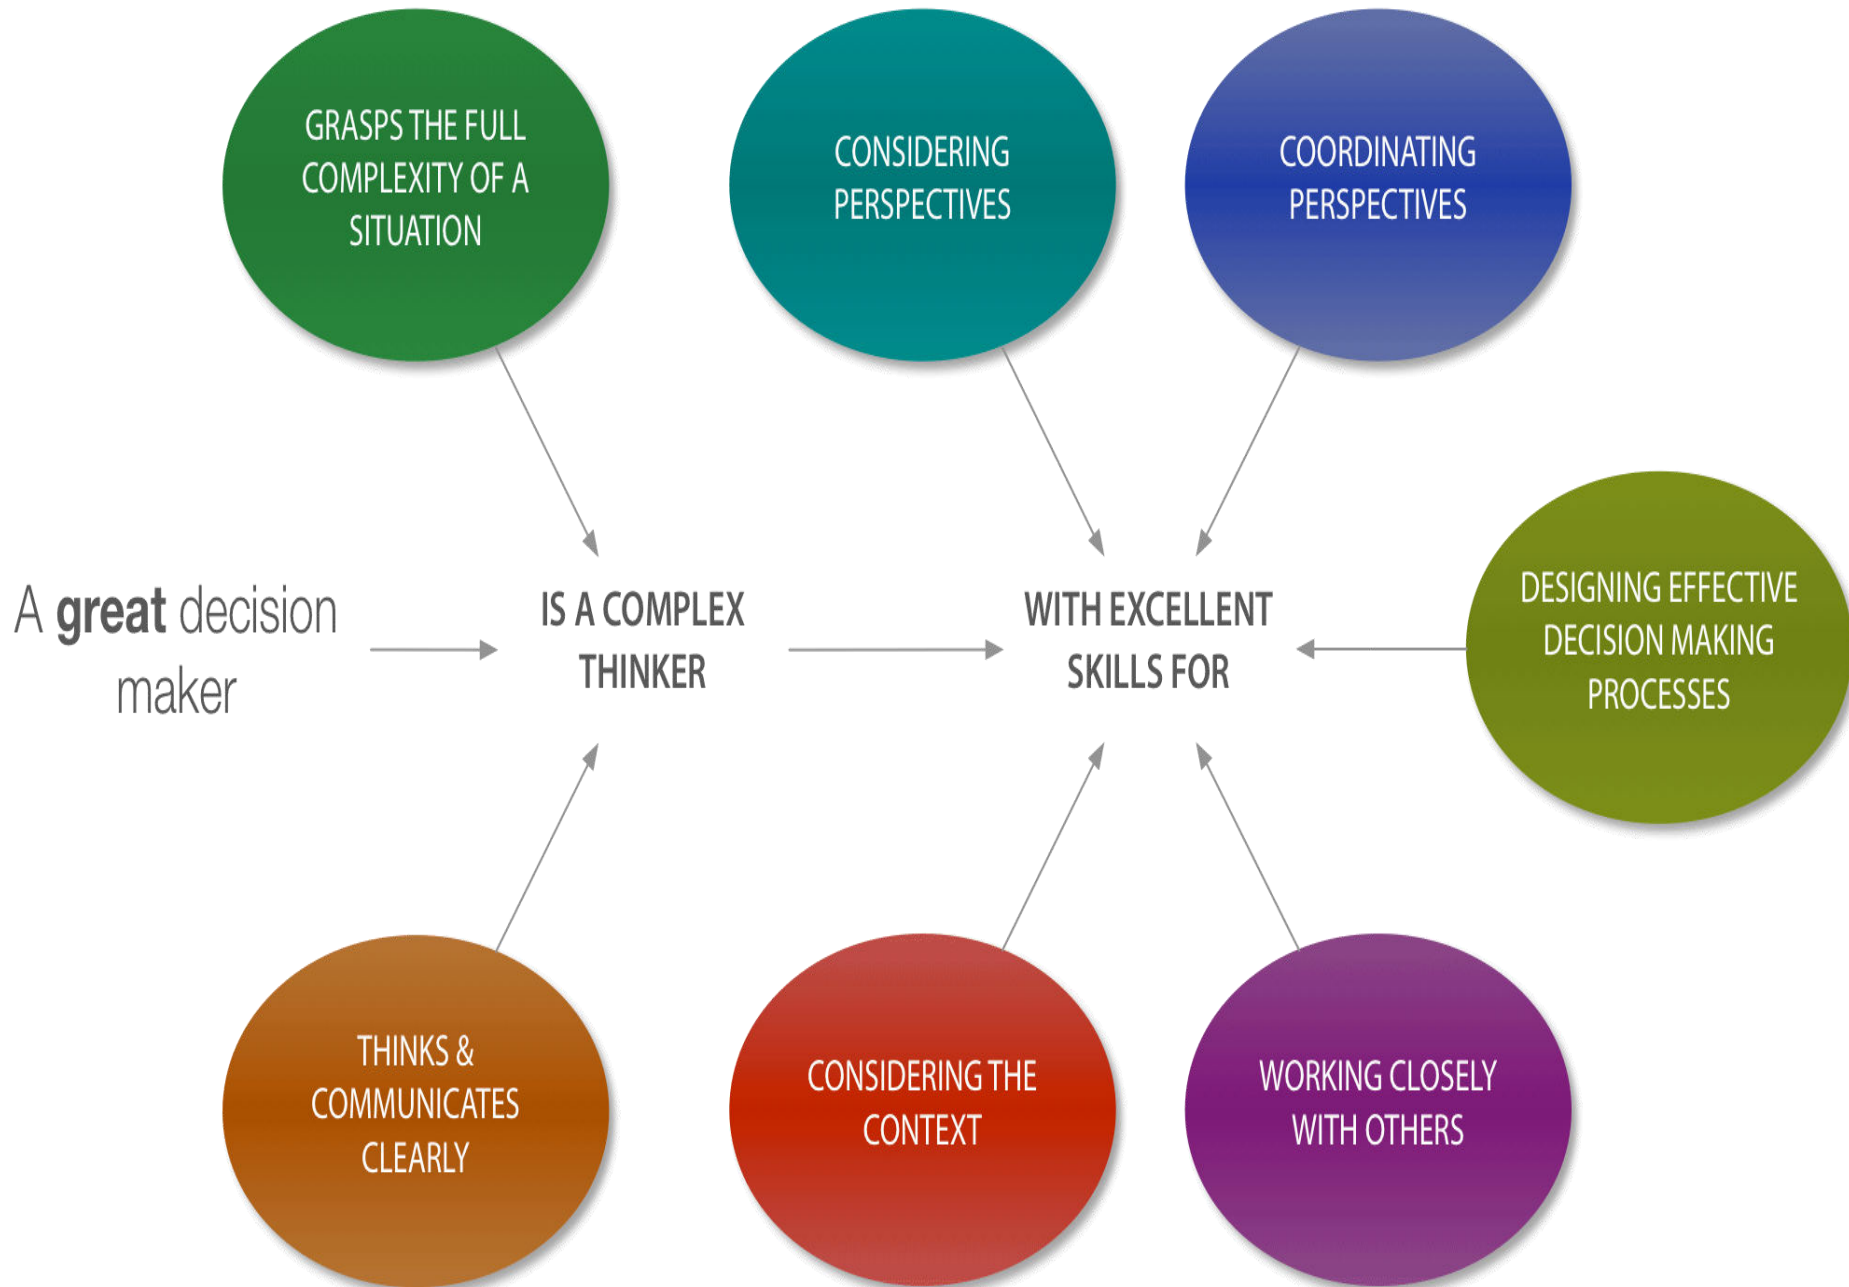 GRASPS THE FULL
COMPLEXITY OF A
SITUATION
CONSIDERING
PERSPECTIVES
COORDINATING
PERSPECTIVES
A great decision
maker
IS A COMPLEX
THINKER
WITH EXCELLENT
SKILLS FOR
DESIGNING EFFECTIVE
DECISION MAKING
PROCESSES
THINKS &
COMMUNICATES
CLEARLY
CONSIDERING THE
CONTEXT
WORKING CLOSELY
WITH OTHERS